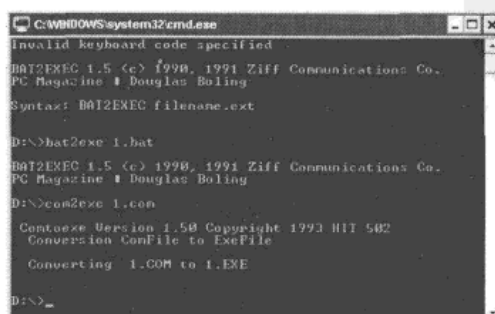 C:\WINDOWS\system32\cmd.exe
Invalid keyboard code specified
BAT2EXEC 1.5 (c) 1990, 1991 Ziff Communications Co.
PC Magazine Douglas Boling
Syntax: BAT2EXEC filename.ext
D:\>bat2exe 1.bat
BAT2EXEC 1.5 (c) 1990, 1991 Ziff Communications Co.
PC Magazine Douglas Boling
D:\>com2exe 1.com
Comtoexe Version 1.50 Copyright 1993 HIT 502
Conversion ComFile to ExeFile
Converting 1.COM to 1.EXE
D:\>_